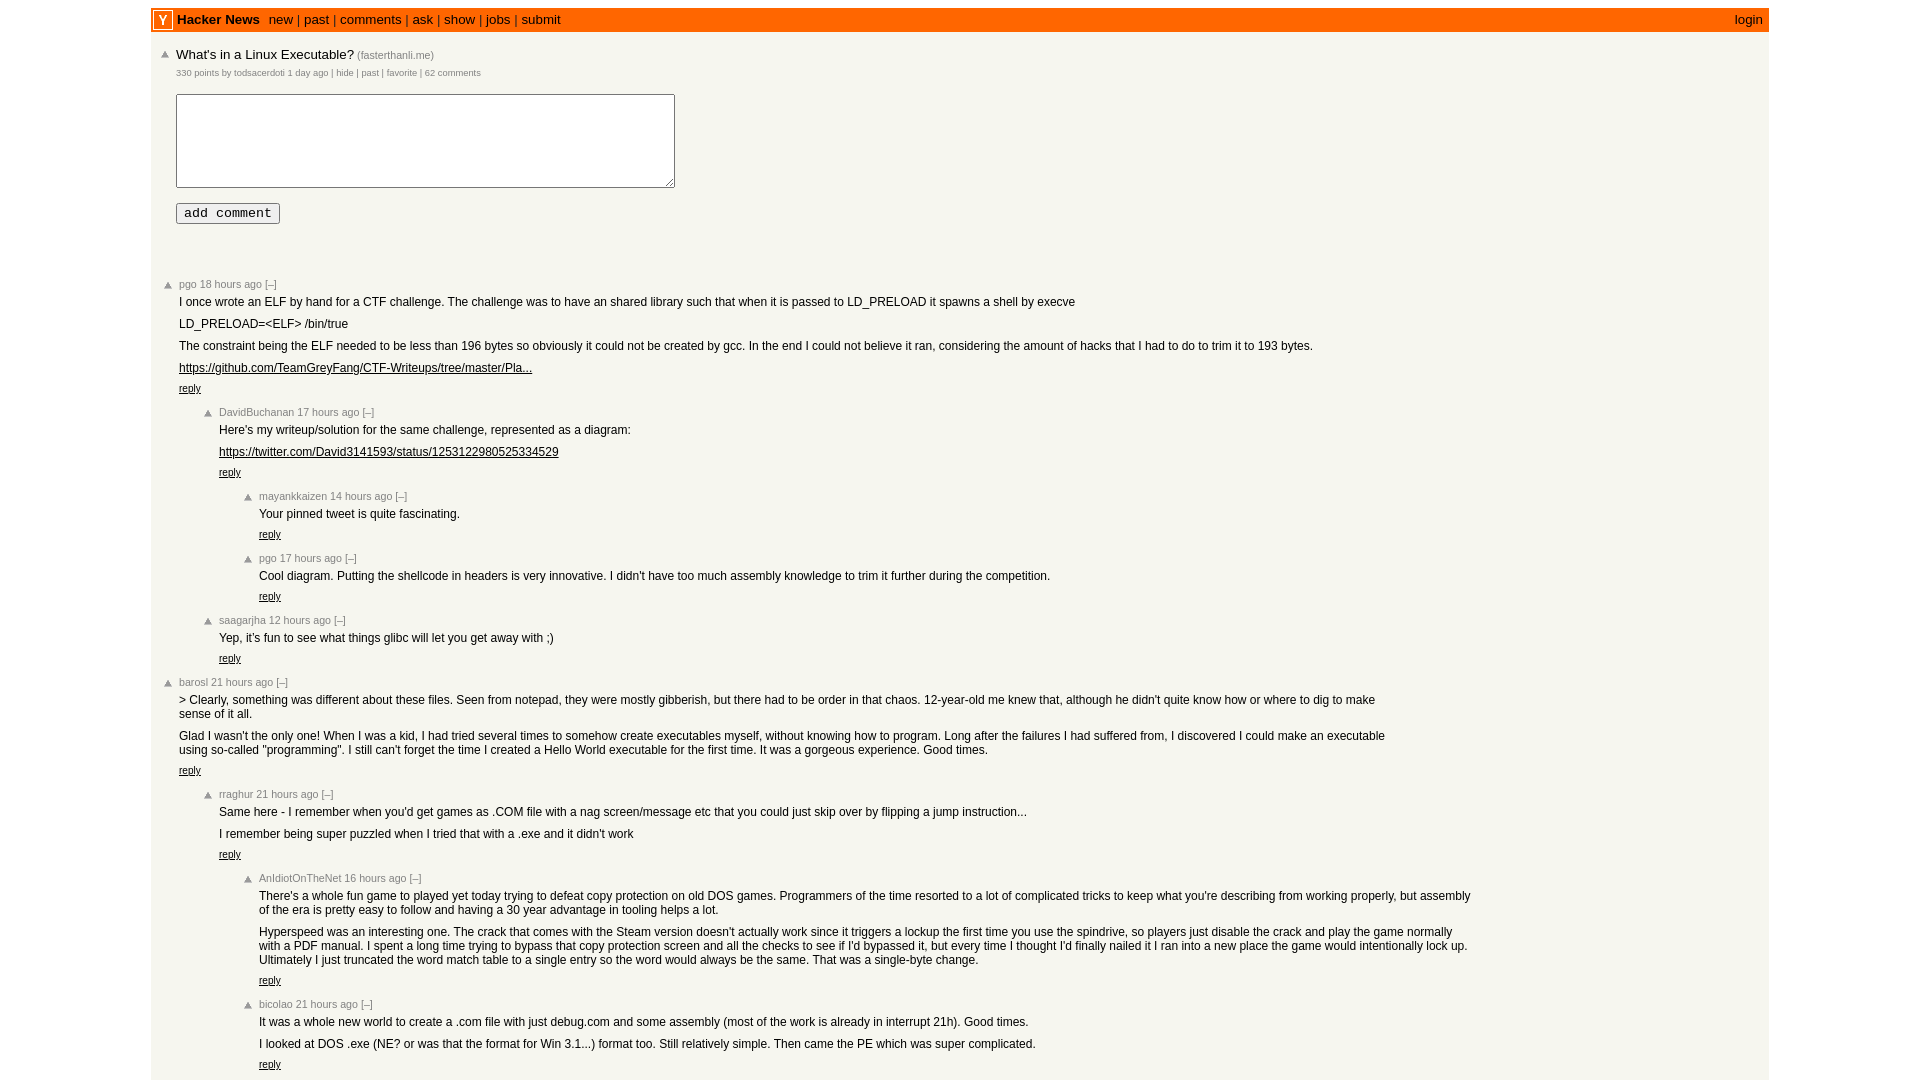 Y Hacker News new | past | comments | ask | show | jobs | submit login
What's in a Linux Executable? (fasterthanli.me)
330 points by todsacerdoti 1 day ago | hide | past | favorite | 62 comments
add comment
pgo 18 hours ago [–]
I once wrote an ELF by hand for a CTF challenge. The challenge was to have an shared library such that when it is passed to LD_PRELOAD it spawns a shell by execve
LD_PRELOAD=<ELF> /bin/true
The constraint being the ELF needed to be less than 196 bytes so obviously it could not be created by gcc. In the end I could not believe it ran, considering the amount of hacks that I had to do to trim it to 193 bytes.
https://github.com/TeamGreyFang/CTF-Writeups/tree/master/Pla...
reply
DavidBuchanan 17 hours ago [–]
Here's my writeup/solution for the same challenge, represented as a diagram:
https://twitter.com/David3141593/status/1253122980525334529
reply
mayankkaizen 14 hours ago [–]
Your pinned tweet is quite fascinating.
reply
pgo 17 hours ago [–]
Cool diagram. Putting the shellcode in headers is very innovative. I didn't have too much assembly knowledge to trim it further during the competition.
reply
saagarjha 12 hours ago [–]
Yep, it's fun to see what things glibc will let you get away with ;)
reply
barosl 21 hours ago [–]
> Clearly, something was different about these files. Seen from notepad, they were mostly gibberish, but there had to be order in that chaos. 12-year-old me knew that, although he didn't quite know how or where to dig to make
sense of it all.
Glad I wasn't the only one! When I was a kid, I had tried several times to somehow create executables myself, without knowing how to program. Long after the failures I had suffered from, I discovered I could make an executable
using so-called "programming". I still can't forget the time I created a Hello World executable for the first time. It was a gorgeous experience. Good times.
reply
rraghur 21 hours ago [–]
Same here - I remember when you'd get games as .COM file with a nag screen/message etc that you could just skip over by flipping a jump instruction...
I remember being super puzzled when I tried that with a .exe and it didn't work
reply
AnIdiotOnTheNet 16 hours ago [–]
There's a whole fun game to played yet today trying to defeat copy protection on old DOS games. Programmers of the time resorted to a lot of complicated tricks to keep what you're describing from working properly, but assembly
of the era is pretty easy to follow and having a 30 year advantage in tooling helps a lot.
Hyperspeed was an interesting one. The crack that comes with the Steam version doesn't actually work since it triggers a lockup the first time you use the spindrive, so players just disable the crack and play the game normally
with a PDF manual. I spent a long time trying to bypass that copy protection screen and all the checks to see if I'd bypassed it, but every time I thought I'd finally nailed it I ran into a new place the game would intentionally lock up.
Ultimately I just truncated the word match table to a single entry so the word would always be the same. That was a single-byte change.
reply
bicolao 21 hours ago [–]
It was a whole new world to create a .com file with just debug.com and some assembly (most of the work is already in interrupt 21h). Good times.
I looked at DOS .exe (NE? or was that the format for Win 3.1...) format too. Still relatively simple. Then came the PE which was super complicated.
reply